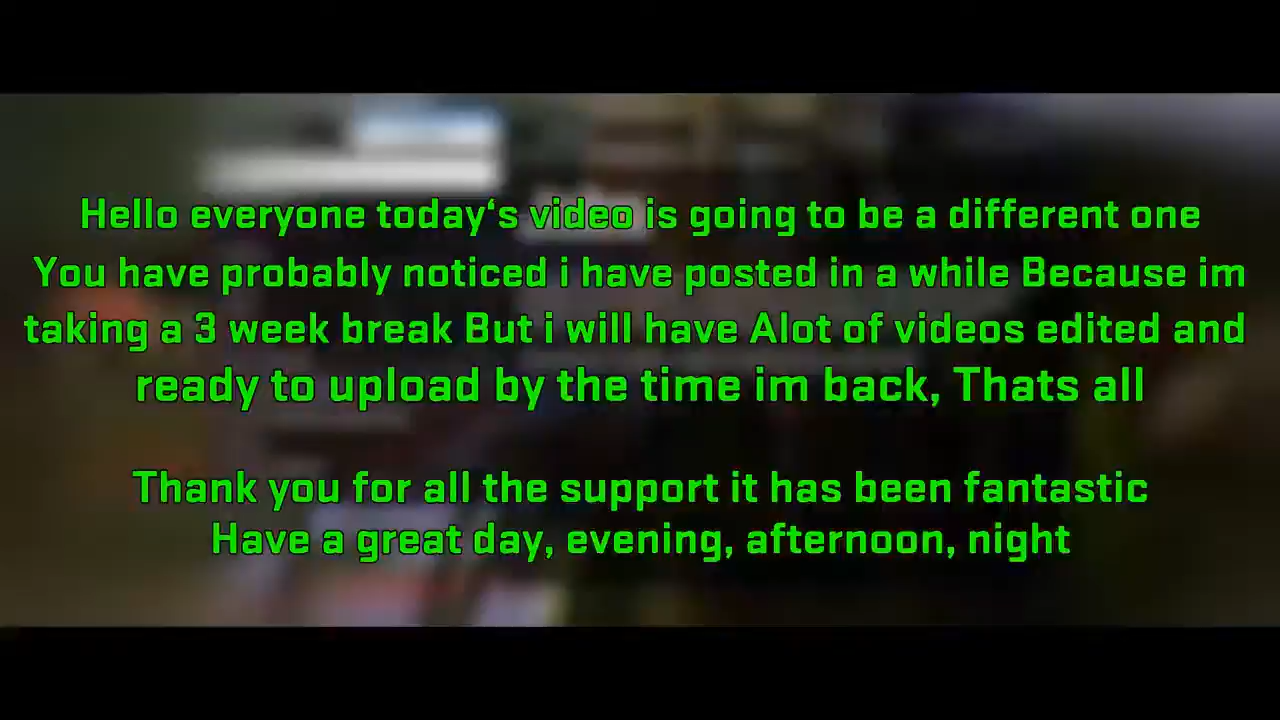 Hello everyone today‘s video is going to be a different one
You have probably noticed i have posted in a while Because im
taking a 3 week break But i will have Alot of videos edited and
ready to upload by the time im back, Thats all
Thank you for all the support it has been fantastic
Have a great day, evening, afternoon, night